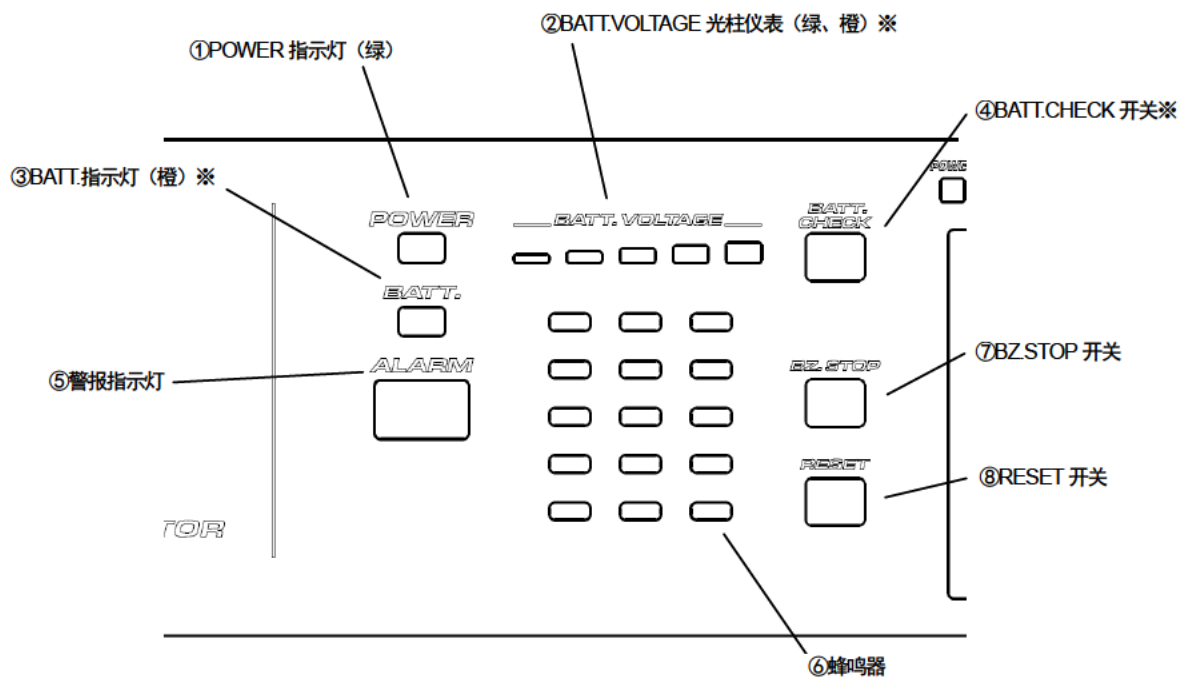 ②BATT.VOLTAGE 光柱仪表（绿、橙）※
①POWER 指示灯（绿）
④BATT.CHECK 开关※
③BATT.指示灯（橙）※
POWER
BATT. VOLTAGE
BATT.
CHECK
BATT.
⑦BZ.STOP 开关
ALARM
BZ. STOP
⑤警报指示灯
RESET
⑧RESET 开关
TOR
⑥蜂鸣器